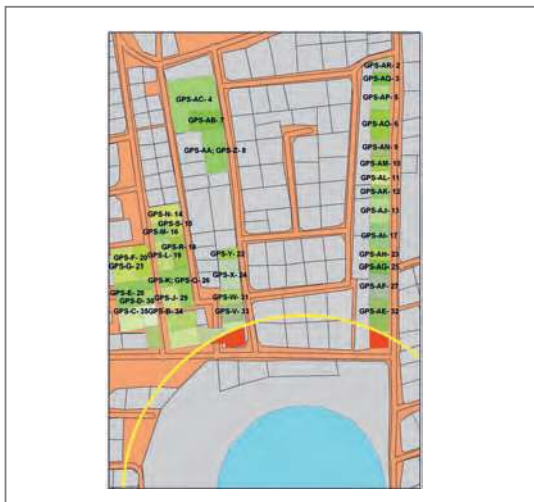 GPS-AR- 2
GPS-AQ- 3
GPS-AC- 4
GPS-AP- 5
GPS-AB- 7
GPS-AO- 6
GPS-AA; GPS-Z- 8
GPS-AN- 9
GPS-AM- 10
GPS-AL- 11
GPS-AK- 12
GPS-N- 14
GPS-AJ- 13
GPS-S- 15
GPS-M- 16
GPS-AI- 17
GPS-R- 18
GPS-L- 19
GPS-F- 20
GPS-Y- 22
GPS-AH- 23
GPS-G- 21
GPS-AG- 25
GPS-X- 24
GPS-K; GPS-Q- 26
GPS-AF- 27
GPS-E- 28
GPS-J- 29
GPS-W- 31
GPS-D- 30
GPS-C- 35
GPS-B- 34
GPS-V- 33
GPS-AE- 32